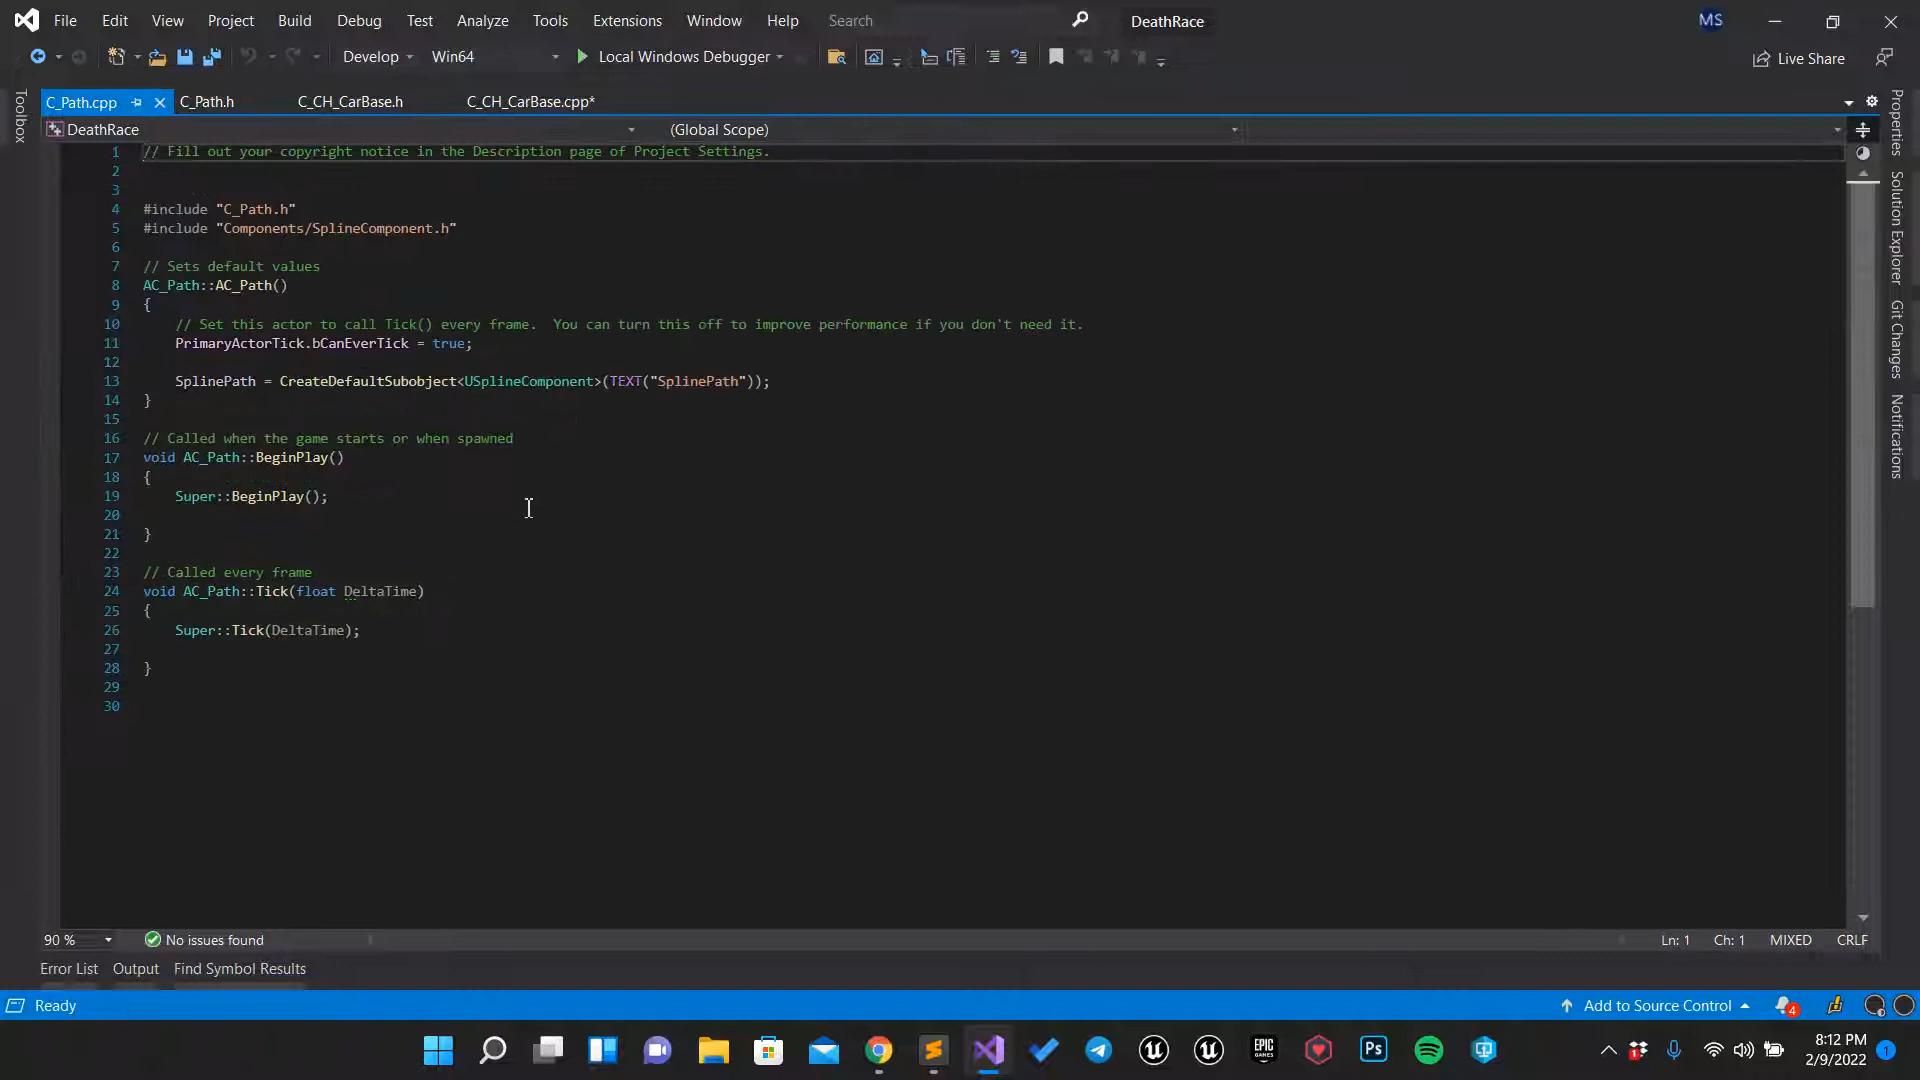 File Edit View Project Build Debug Test Analyze Tools Extensions Window Help Search DeathRace MS
Develop Win64 Local Windows Debugger Live Share
C_Path.cpp C_Path.h C_CH_CarBase.h C_CH_CarBase.cpp*
DeathRace (Global Scope)
Toolbox
Properties
Solution Explorer
Git Changes
Notifications
1 // Fill out your copyright notice in the Description page of Project Settings.
2
3
4 #include "C_Path.h"
5 #include "Components/SplineComponent.h"
6
7 // Sets default values
8 AC_Path::AC_Path()
9 {
10 // Set this actor to call Tick() every frame.  You can turn this off to improve performance if you don't need it.
11 PrimaryActorTick.bCanEverTick = true;
12
13 SplinePath = CreateDefaultSubobject<USplineComponent>(TEXT("SplinePath"));
14 }
15
16 // Called when the game starts or when spawned
17 void AC_Path::BeginPlay()
18 {
19 Super::BeginPlay();
20
21 }
22
23 // Called every frame
24 void AC_Path::Tick(float DeltaTime)
25 {
26 Super::Tick(DeltaTime);
27
28 }
29
30
90 % No issues found Ln: 1 Ch: 1 MIXED CRLF
Error List Output Find Symbol Results
Ready Add to Source Control 4
EPIC GAMES Ps 1 8:12 PM 1
2/9/2022